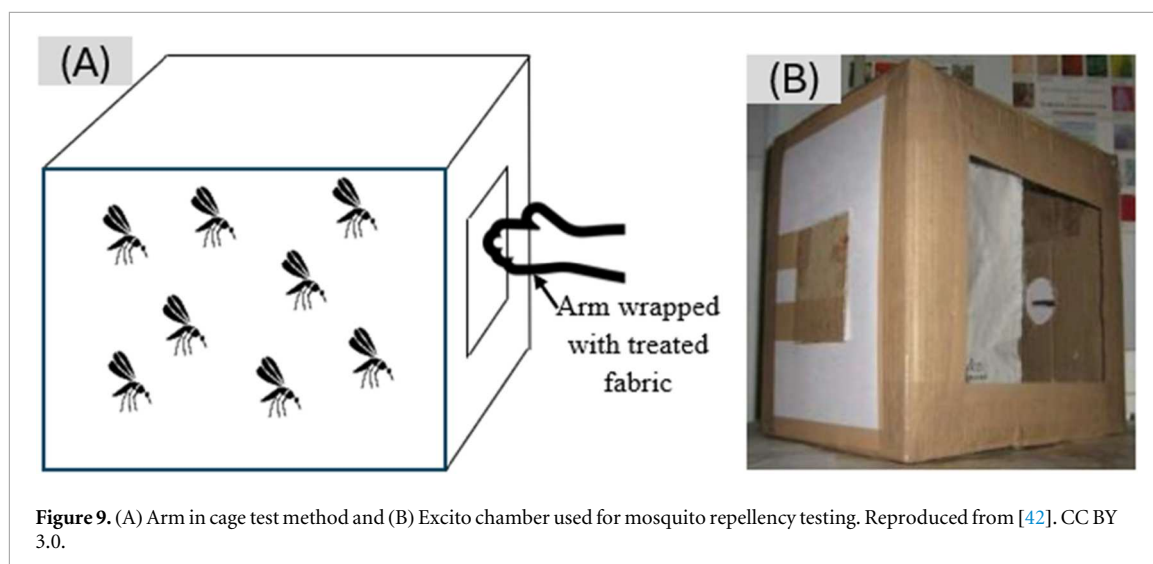 (A)
(B)
Arm wrapped
with treated
fabric
Figure 9. (A) Arm in cage test method and (B) Excito chamber used for mosquito repellency testing. Reproduced from [42]. CC BY
3.0.